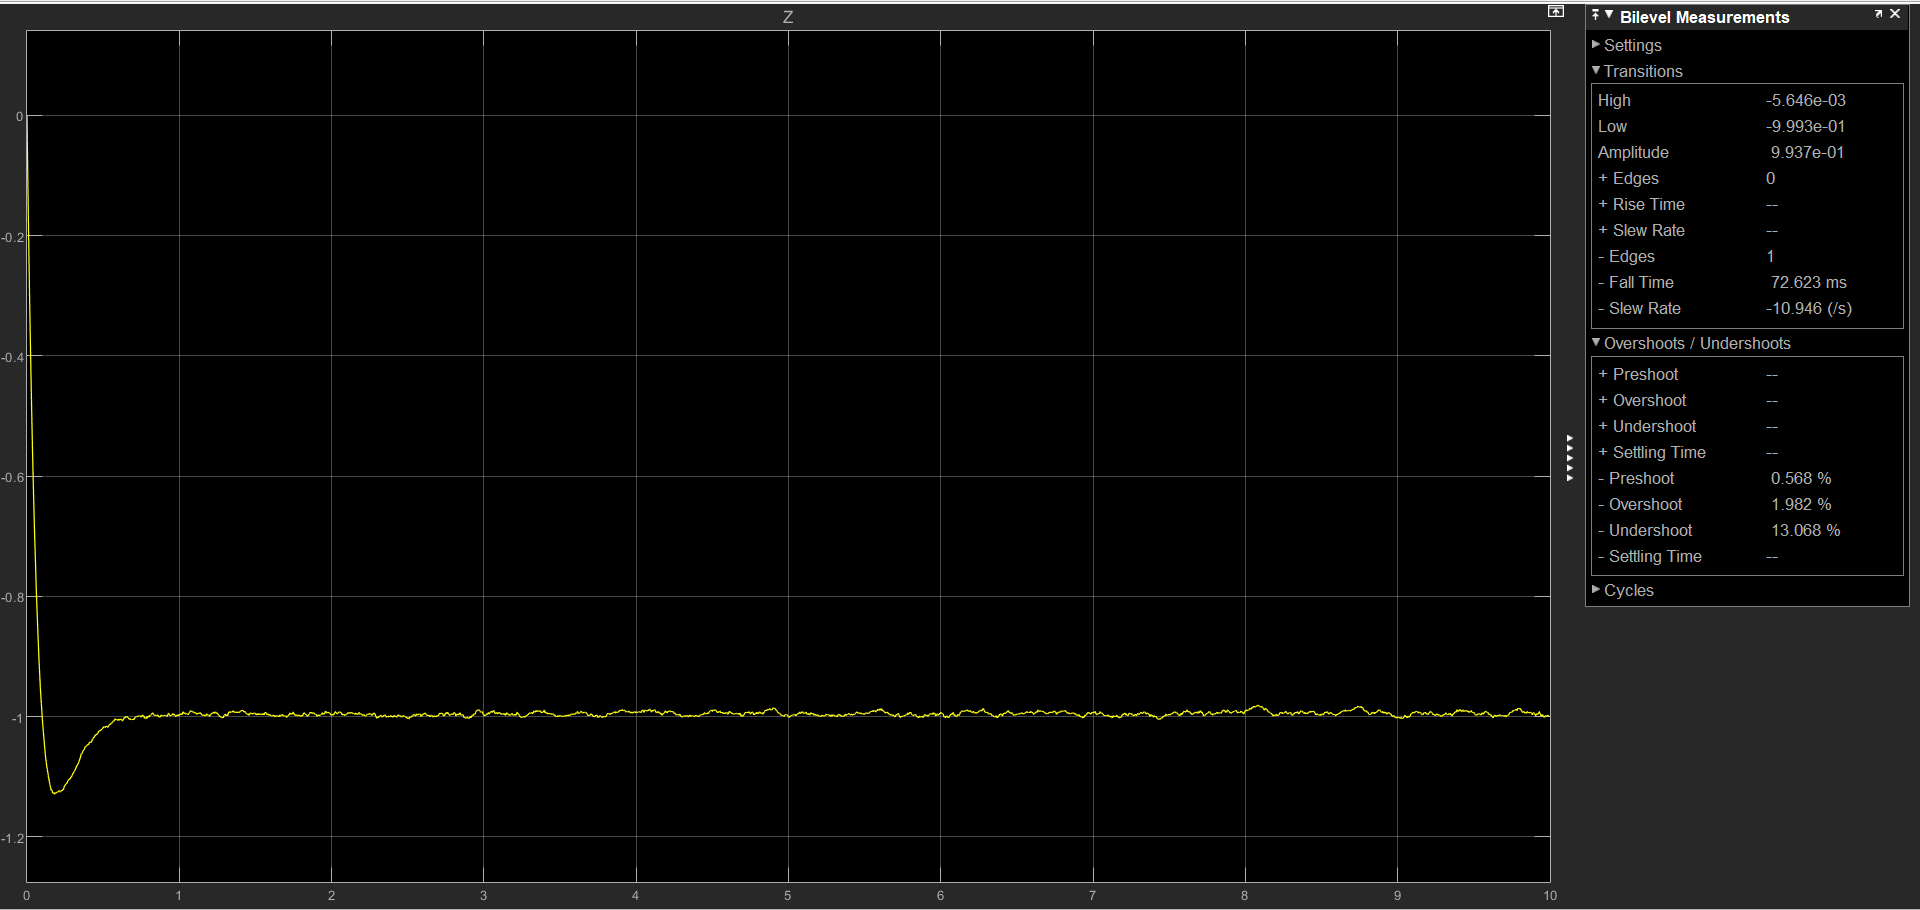 Z
0
-0.2
-0.4
-0.6
-0.8
-1
-1.2
0 1 2 3 4 5 6 7 8 9 10
Bilevel Measurements
Settings
Transitions
High -5.646e-03
Low -9.993e-01
Amplitude 9.937e-01
+ Edges 0
+ Rise Time --
+ Slew Rate --
- Edges 1
- Fall Time 72.623 ms
- Slew Rate -10.946 (/s)
Overshoots / Undershoots
+ Preshoot --
+ Overshoot --
+ Undershoot --
+ Settling Time --
- Preshoot 0.568 %
- Overshoot 1.982 %
- Undershoot 13.068 %
- Settling Time --
Cycles